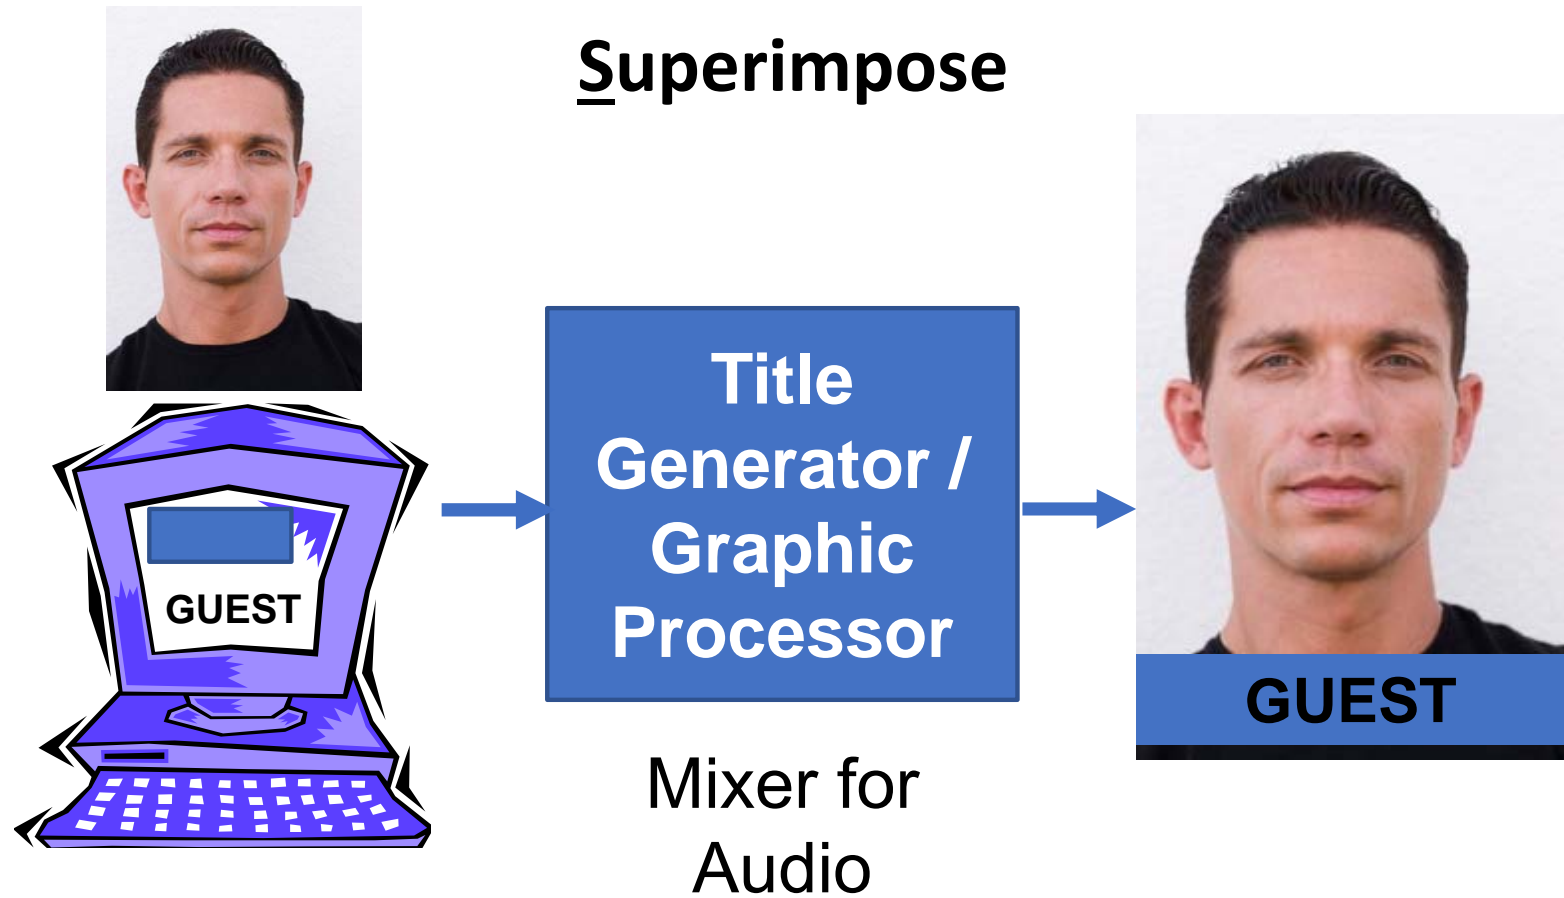 Superimpose
Title
Generator /
Graphic
Processor
GUEST
GUEST
Mixer for
Audio